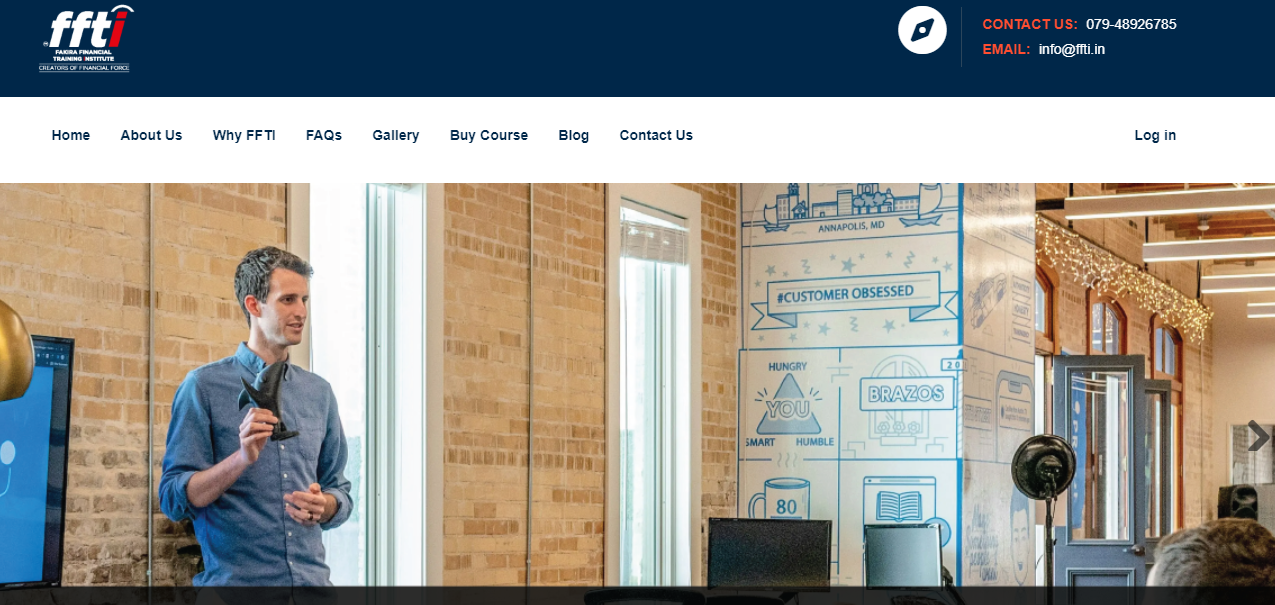 ffti
FAKIRA FINANCIAL
TRAINING INSTITUTE
CREATORS OF FINANCIAL FORCE
CONTACT US: 079-48926785
EMAIL: info@ffti.in
Home About Us Why FFTI FAQs Gallery Buy Course Blog Contact Us Log in
ANNAPOLIS, MD
#CUSTOMER OBSESSED
HUNGRY
YOU
SMART HUMBLE
BRAZOS
20
80